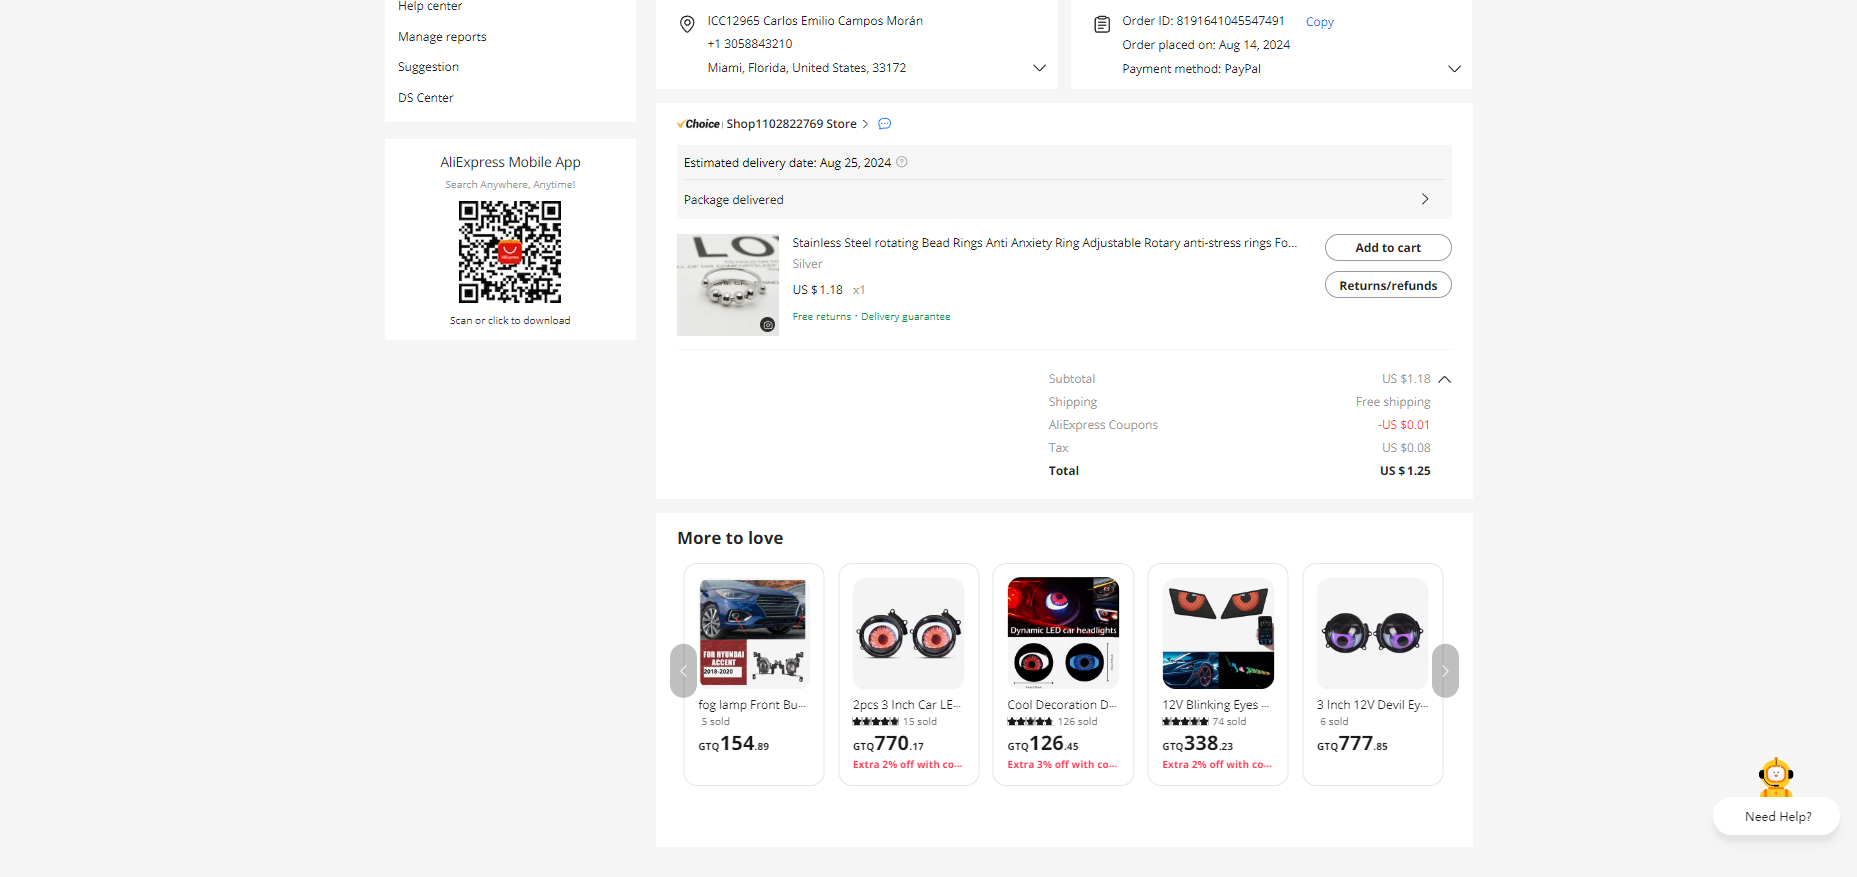 Help center
Manage reports
Suggestion
DS Center
AliExpress Mobile App
Search Anywhere, Anytime!
Scan or click to download
ICC12965 Carlos Emilio Campos Morán
+1 3058843210
Miami, Florida, United States, 33172
Order ID: 8191641045547491 Copy
Order placed on: Aug 14, 2024
Payment method: PayPal
Choice | Shop1102822769 Store
Estimated delivery date: Aug 25, 2024
Package delivered
Stainless Steel rotating Bead Rings Anti Anxiety Ring Adjustable Rotary anti-stress rings Fo...
Silver
US $1.18 x1
Free returns · Delivery guarantee
Add to cart
Returns/refunds
Subtotal US $1.18
Shipping Free shipping
AliExpress Coupons -US $0.01
Tax US $0.08
Total US $1.25
More to love
FOR HYUNDAI
ACCENT
2018-2020
fog lamp Front Bu...
5 sold
GTQ154.89
2pcs 3 Inch Car LE...
15 sold
GTQ770.17
Extra 2% off with co...
Dynamic LED car headlights
Cool Decoration D...
126 sold
GTQ126.45
Extra 3% off with co...
12V Blinking Eyes ...
74 sold
GTQ338.23
Extra 2% off with co...
3 Inch 12V Devil Ey...
6 sold
GTQ777.85
Need Help?